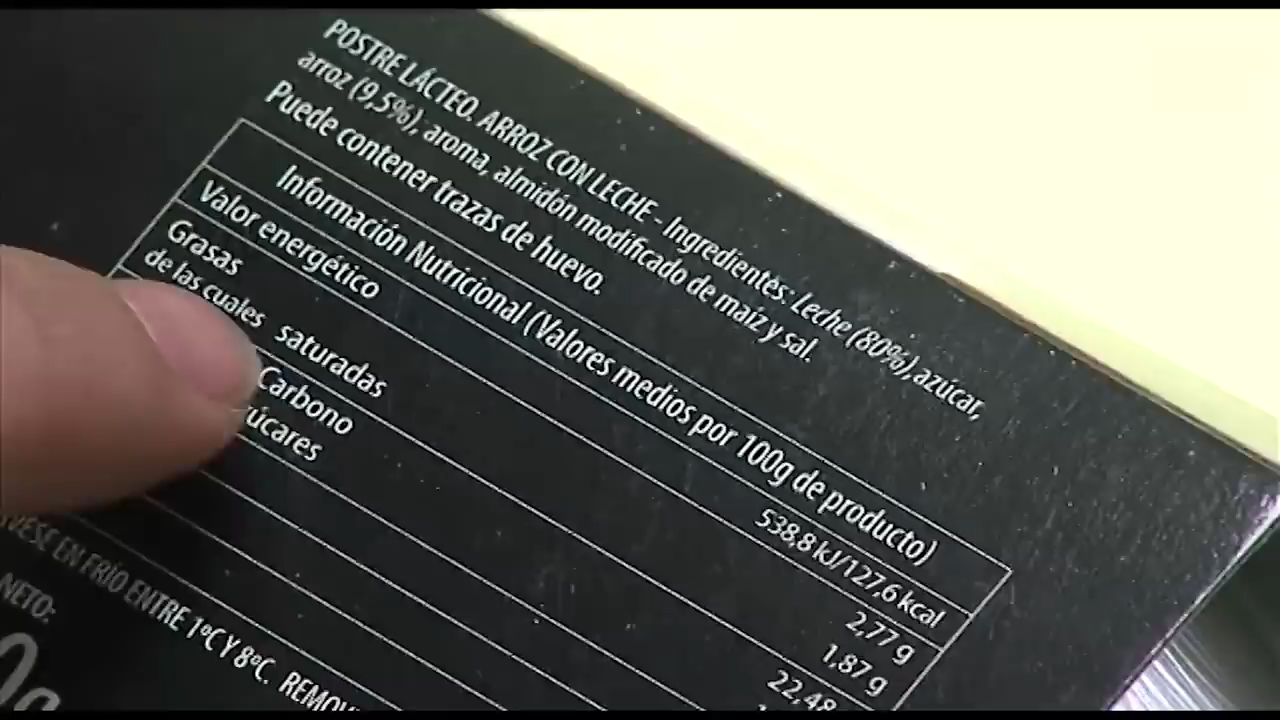 POSTRE LÁCTEO. ARROZ CON LECHE - Ingredientes: Leche (80%), azúcar,
arroz (9,5%), aroma, almidón modificado de maíz y sal.
Puede contener trazas de huevo.
Información Nutricional (Valores medios por 100g de producto)
Valor energético 538,8 kJ/127,6 kcal
Grasas 2,77 g
de las cuales saturadas 1.87 g
Carbono 22,48
úcares
EN FRÍO ENTRE 1ºC Y 8ºC.
NETO: